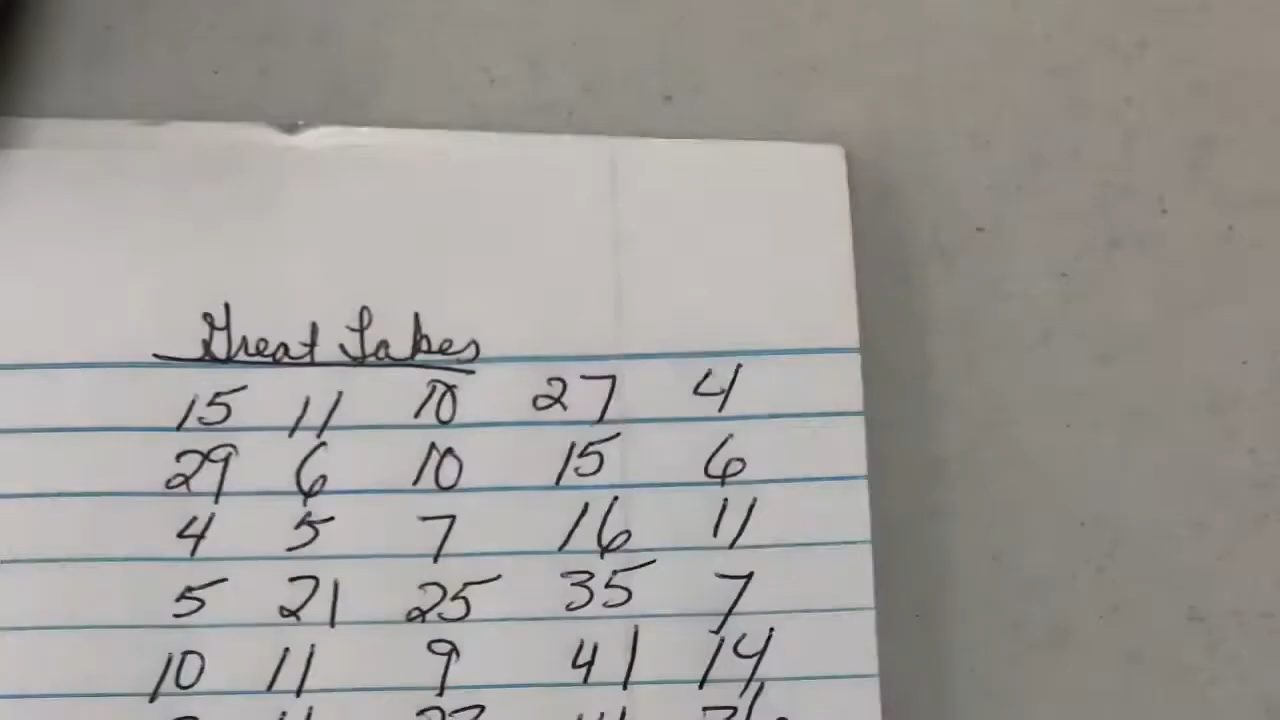 Great Lakes
15 11 10 27 4
29 6 10 15 6
4 5 7 16 11
5 21 25 35 7
10 11 9 41 14